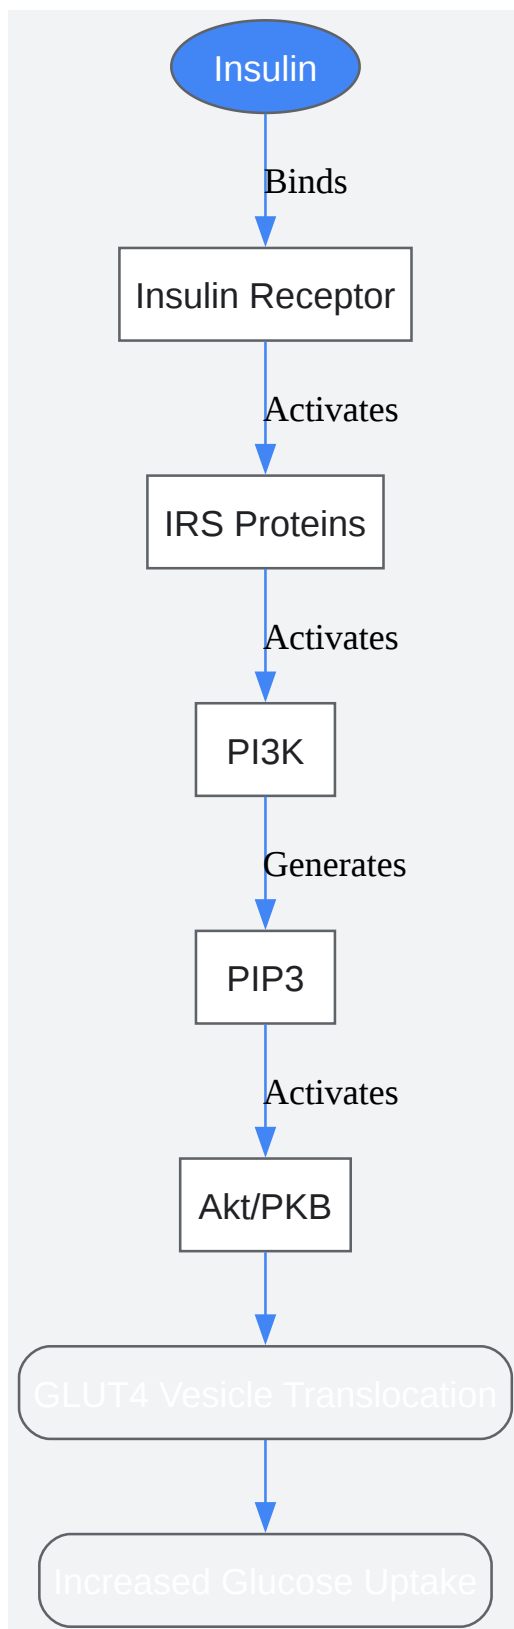 Insulin
Binds
Insulin Receptor
Activates
IRS Proteins
Activates
PI3K
Generates
PIP3
Activates
Akt/PKB
GLUT4 Vesicle Translocation
Increased Glucose Uptake